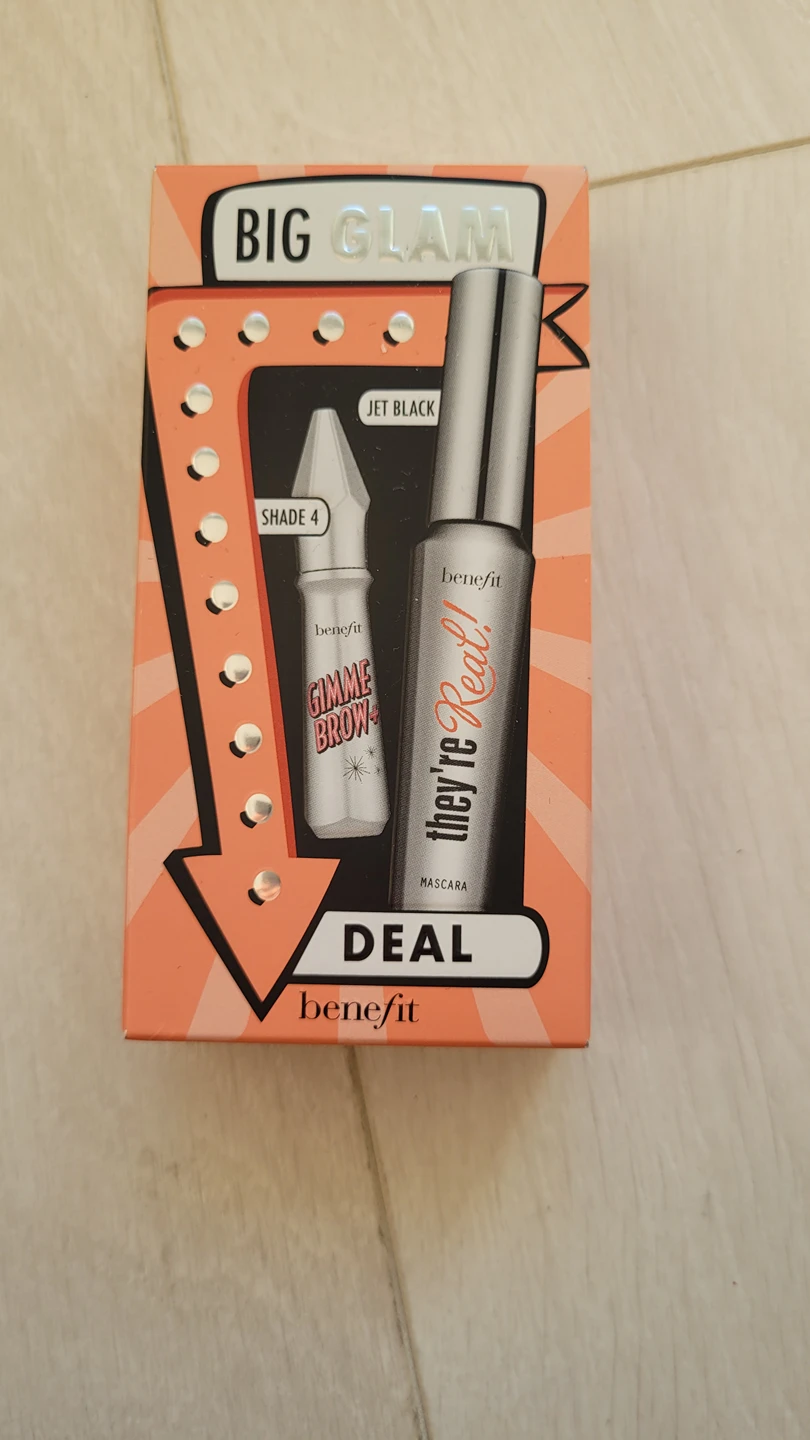 BIG GLAM
JET BLACK
SHADE 4
benefit
GIMME
BROW+
benefit
they're Real!
MASCARA
DEAL
benefit